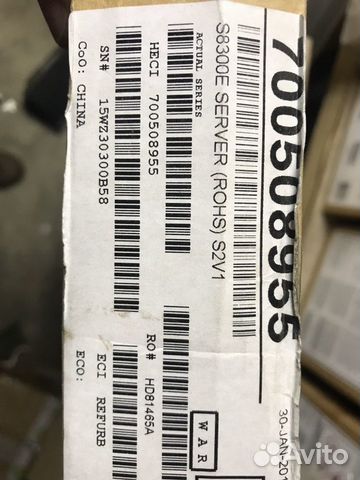 700508955
S8300E SERVER (ROHS) S2V1
ACTUAL SERIES
HECI 700508955
SN# 15WZ30300B58
CoO: CHINA
RO# HD81465A
ECI REFURB
ECO:
WAR
30-JAN-201
Avito